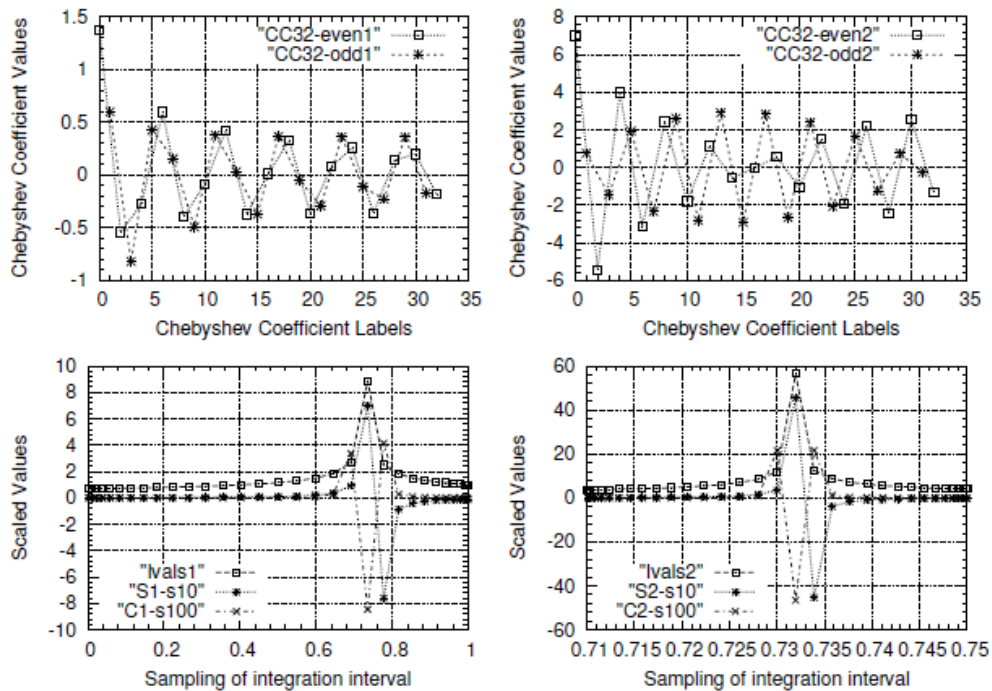 Chebyshev Coefficient Values
1.5
1
0.5
0
-0.5
-1
"CC32-even1"
"CC32-odd1"
0 5 10 15 20 25 30 35
Chebyshev Coefficient Labels
Chebyshev Coefficient Values
8
6
4
2
0
-2
-4
-6
"CC32-even2"
"CC32-odd2"
0 5 10 15 20 25 30 35
Chebyshev Coefficient Labels
Scaled Values
10
8
6
4
2
0
-2
-4
-6
-8
-10
"Ivals1"
"S1-s10"
"C1-s100"
0 0.2 0.4 0.6 0.8 1
Sampling of integration interval
Scaled Values
60
40
20
0
-20
-40
-60
"Ivals2"
"S2-s10"
"C2-s100"
0.71 0.715 0.72 0.725 0.73 0.735 0.74 0.745 0.75
Sampling of integration interval